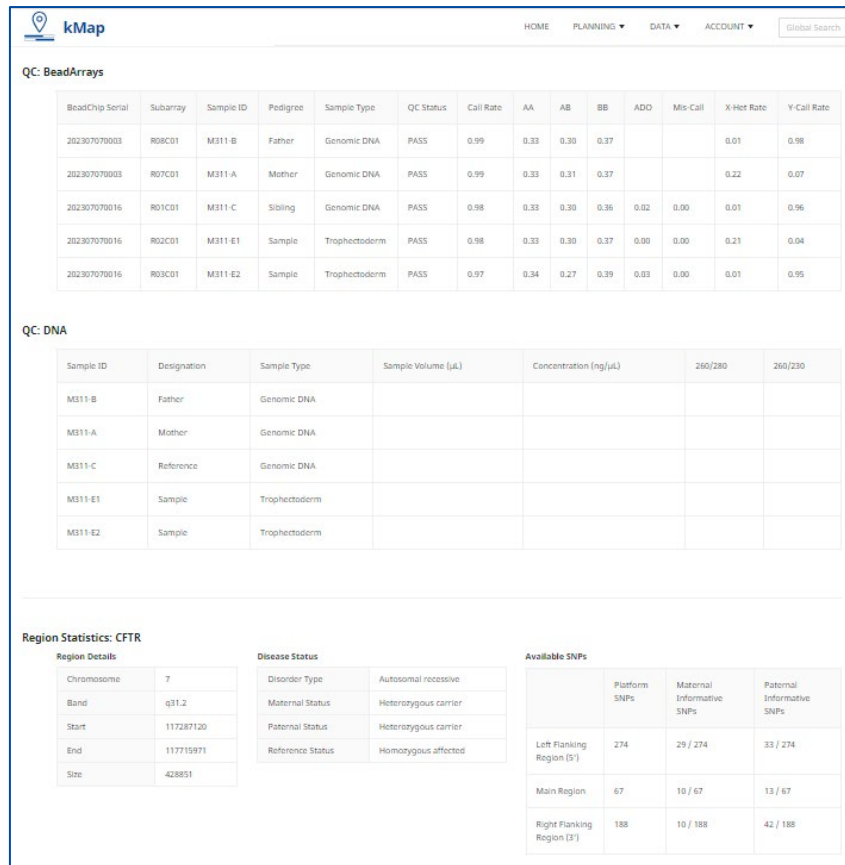 kMap
HOME PLANNING ▼ DATA ▼ ACCOUNT ▼ Global Search
QC: BeadArrays
BeadChip Serial Subarray Sample ID Pedigree Sample Type QC Status Call Rate AA AB BB ADO Mis-Call X-Het Rate Y-Call Rate
202307070003 R08C01 M311-B Father Genomic DNA PASS 0.99 0.33 0.30 0.37 0.01 0.98
202307070003 R07C01 M311-A Mother Genomic DNA PASS 0.99 0.33 0.31 0.37 0.22 0.07
202307070016 R01C01 M311-C Sibling Genomic DNA PASS 0.98 0.33 0.30 0.36 0.02 0.00 0.01 0.96
202307070016 R02C01 M311-E1 Sample Trophectoderm PASS 0.98 0.33 0.30 0.37 0.00 0.00 0.21 0.04
202307070016 R03C01 M311-E2 Sample Trophectoderm PASS 0.97 0.34 0.27 0.39 0.03 0.00 0.01 0.95
QC: DNA
Sample ID Designation Sample Type Sample Volume (µL) Concentration (ng/µL) 260/280 260/230
M311-B Father Genomic DNA
M311-A Mother Genomic DNA
M311-C Reference Genomic DNA
M311-E1 Sample Trophectoderm
M311-E2 Sample Trophectoderm
Region Statistics: CFTR
Region Details
Chromosome 7
Band q31.2
Start 117287120
End 117715971
Size 428851
Disease Status
Disorder Type Autosomal recessive
Maternal Status Heterozygous carrier
Paternal Status Heterozygous carrier
Reference Status Homozygous affected
Available SNPs
Platform Maternal Paternal
SNPs Informative Informative
SNPs SNPs
Left Flanking 274 29 / 274 33 / 274
Region (5')
Main Region 67 10 / 67 13 / 67
Right Flanking 188 10 / 188 42 / 188
Region (3')